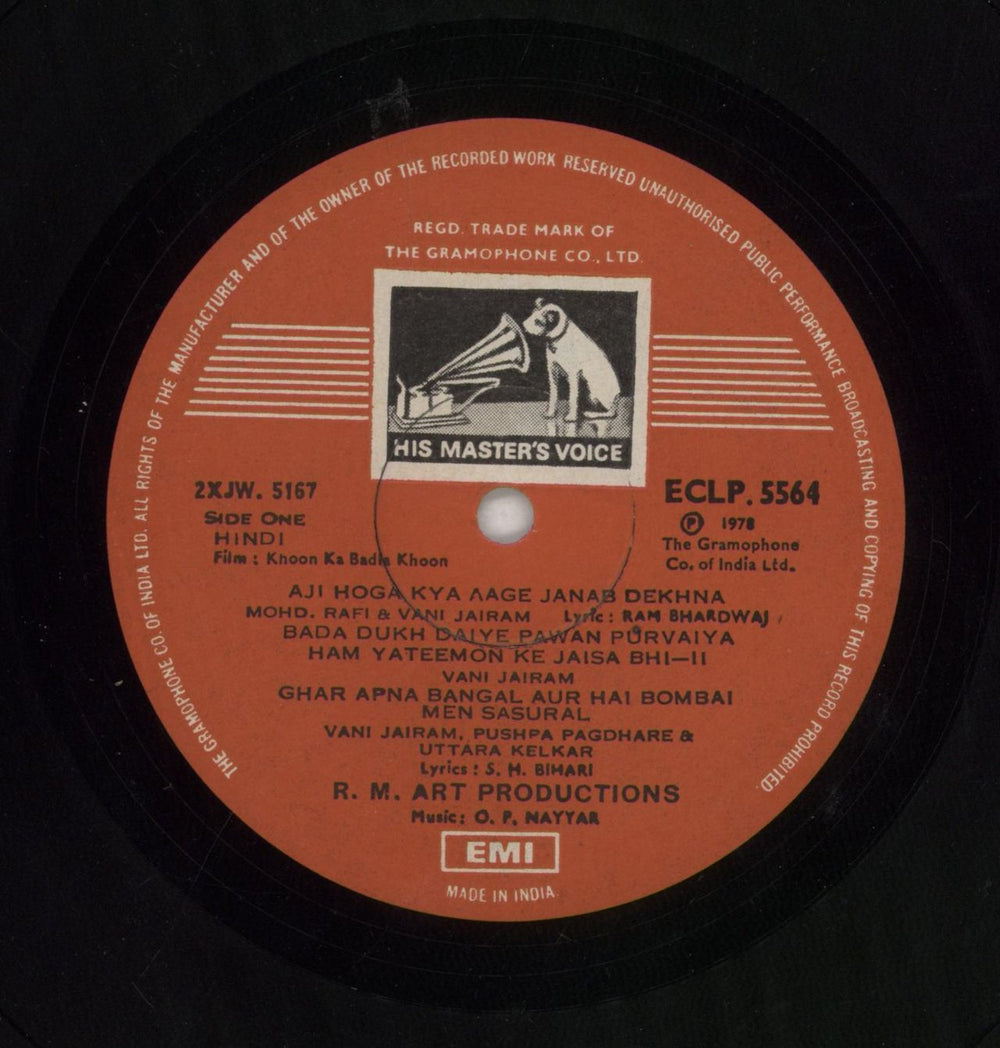 THE GRAMOPHONE CO. OF INDIA LTD. ALL RIGHTS OF THE MANUFACTURER AND OF THE OWNER OF THE RECORDED WORK RESERVED UNAUTHORISED PUBLIC PERFORMANCE BROADCASTING AND COPYING OF THIS RECORD PROHIBITED.
REGD. TRADE MARK OF
THE GRAMOPHONE CO., LTD.
HIS MASTER'S VOICE
2XJW. 5167
SIDE ONE
HINDI
Film : Khoon Ka Badla Khoon
ECLP. 5564
Ⓟ 1978
The Gramophone
Co. of India Ltd.
AJI HOGA KYA AAGE JANAB DEKHNA
MOHD. RAFI & VANI JAIRAM Lyric : RAM BHARDWAJ
BADA DUKH DAIYE PAWAN PURVAIYA
HAM YATEEMON KE JAISA BHI—II
VANI JAIRAM
GHAR APNA BANGAL AUR HAI BOMBAI
MEN SASURAL
VANI JAIRAM, PUSHPA PAGDHARE &
UTTARA KELKAR
Lyrics : S. H. BIHARI
R. M. ART PRODUCTIONS
Music: O. P. NAYYAR
EMI
MADE IN INDIA.